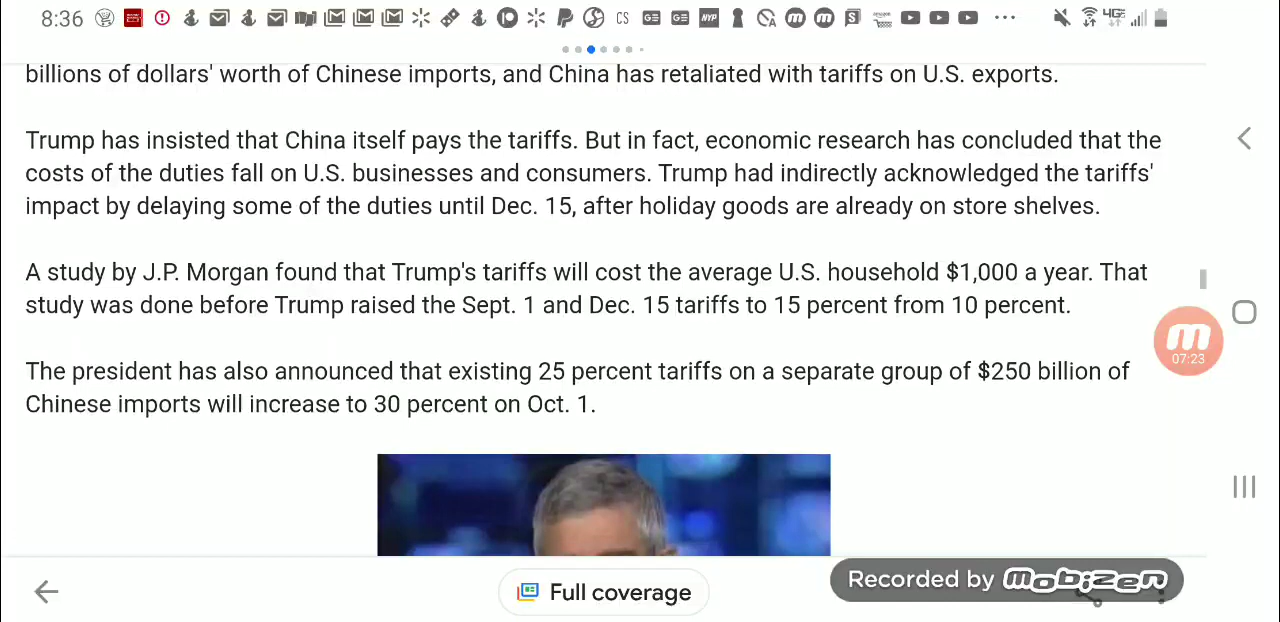 8:36
CS
GE
GE
NYP
4GE
billions of dollars' worth of Chinese imports, and China has retaliated with tariffs on U.S. exports.
Trump has insisted that China itself pays the tariffs. But in fact, economic research has concluded that the
costs of the duties fall on U.S. businesses and consumers. Trump had indirectly acknowledged the tariffs'
impact by delaying some of the duties until Dec. 15, after holiday goods are already on store shelves.
A study by J.P. Morgan found that Trump's tariffs will cost the average U.S. household $1,000 a year. That
study was done before Trump raised the Sept. 1 and Dec. 15 tariffs to 15 percent from 10 percent.
07:23
The president has also announced that existing 25 percent tariffs on a separate group of $250 billion of
Chinese imports will increase to 30 percent on Oct. 1.
Full coverage
Recorded by mobizen